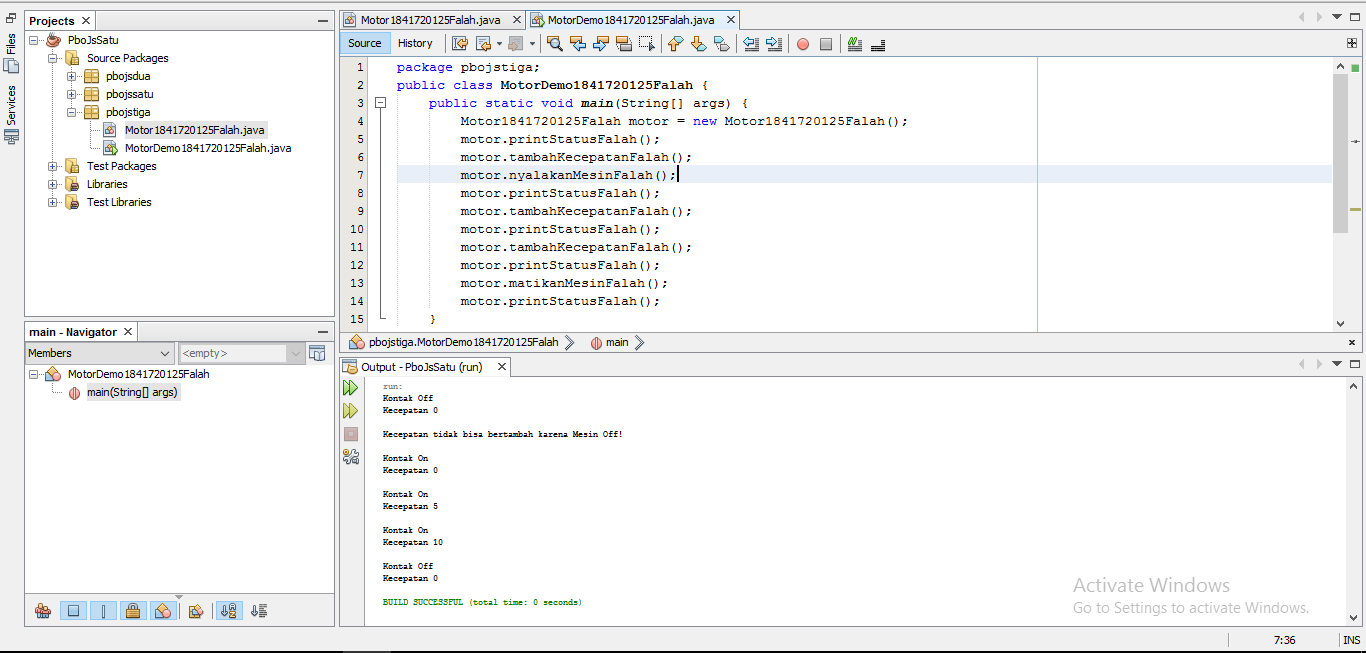 Files
Services
Projects
PboJsSatu
Source Packages
pbojsdua
pbojssatu
pbojstiga
Motor1841720125Falah.java
MotorDemo1841720125Falah.java
Test Packages
Libraries
Test Libraries
main - Navigator
Members
<empty>
MotorDemo1841720125Falah
main(String[] args)
Motor1841720125Falah.java
MotorDemo1841720125Falah.java
Source History
1 package pbojstiga;
2 public class MotorDemo1841720125Falah {
3 public static void main(String[] args) {
4 Motor1841720125Falah motor = new Motor1841720125Falah();
5 motor.printStatusFalah();
6 motor.tambahKecepatanFalah();
7 motor.nyalakanMesinFalah();
8 motor.printStatusFalah();
9 motor.tambahKecepatanFalah();
10 motor.printStatusFalah();
11 motor.tambahKecepatanFalah();
12 motor.printStatusFalah();
13 motor.matikanMesinFalah();
14 motor.printStatusFalah();
15 }
pbojstiga.MotorDemo1841720125Falah main
Output - PboJsSatu (run)
run:
Kontak Off
Kecepatan 0
Kecepatan tidak bisa bertambah karena Mesin Off!
Kontak On
Kecepatan 0
Kontak On
Kecepatan 5
Kontak On
Kecepatan 10
Kontak Off
Kecepatan 0
BUILD SUCCESSFUL (total time: 0 seconds)
Activate Windows
Go to Settings to activate Windows.
7:36 INS